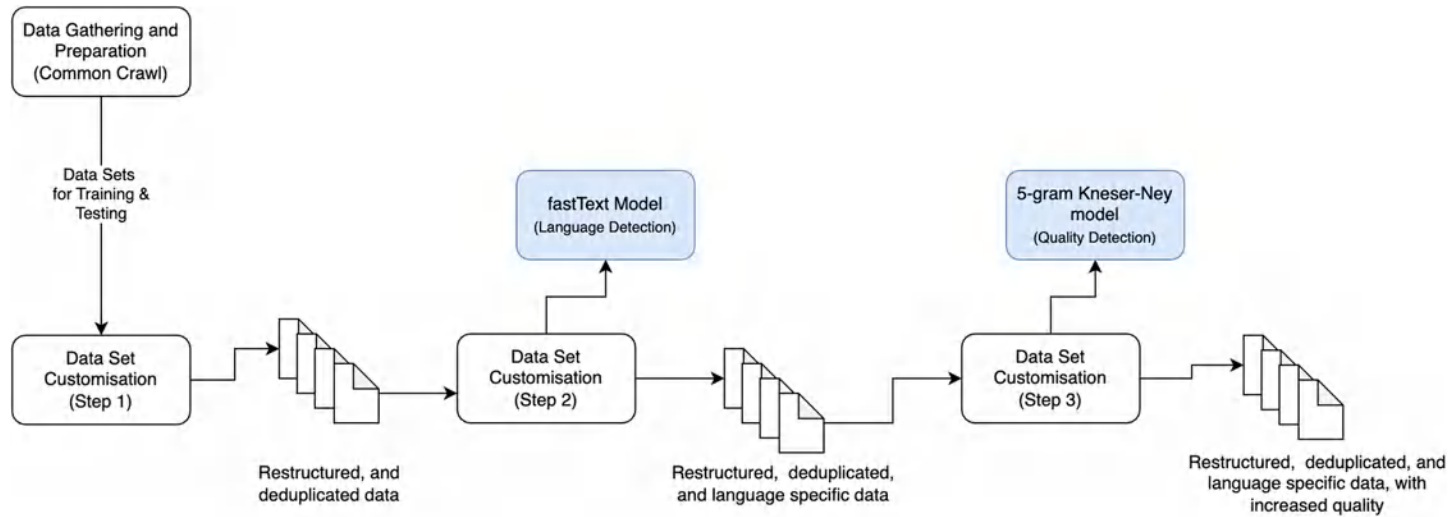 Data Gathering and
Preparation
(Common Crawl)
Data Sets
for Training &
Testing
fastText Model
(Language Detection)
5-gram Kneser-Ney
model
(Quality Detection)
Data Set
Customisation
(Step 1)
Data Set
Customisation
(Step 2)
Data Set
Customisation
(Step 3)
Restructured, and
deduplicated data
Restructured, deduplicated,
and language specific data
Restructured, deduplicated, and
language specific data, with
increased quality